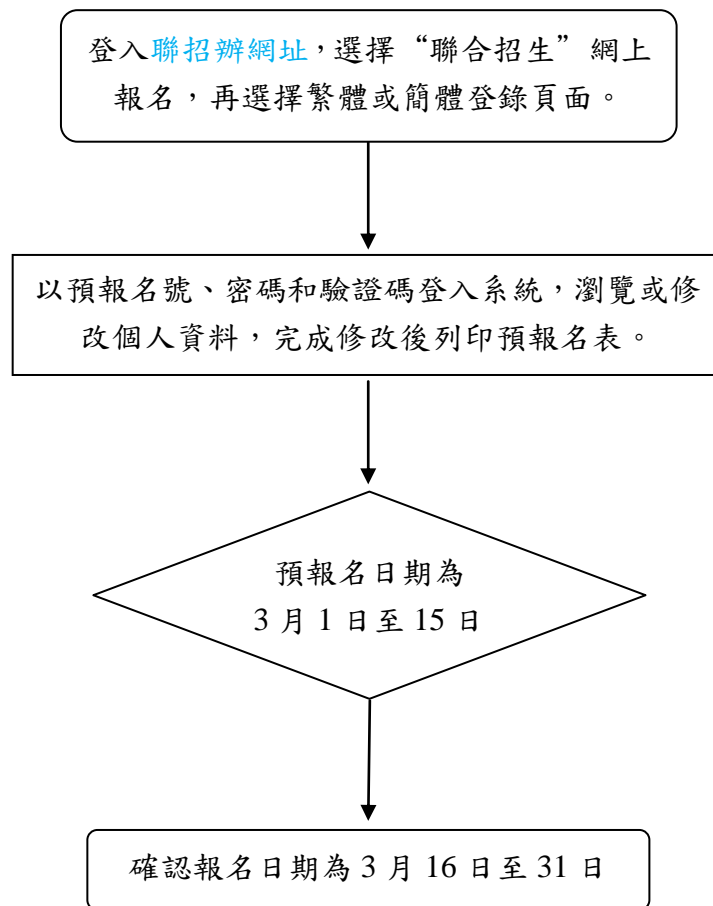 登入聯招辦網址，選擇“聯合招生”網上
報名，再選擇繁體或簡體登錄頁面。
以預報名號、密碼和驗證碼登入系統，瀏覽或修
改個人資料，完成修改後列印預報名表。
預報名日期為
3 月 1 日至 15 日
確認報名日期為 3 月 16 日至 31 日